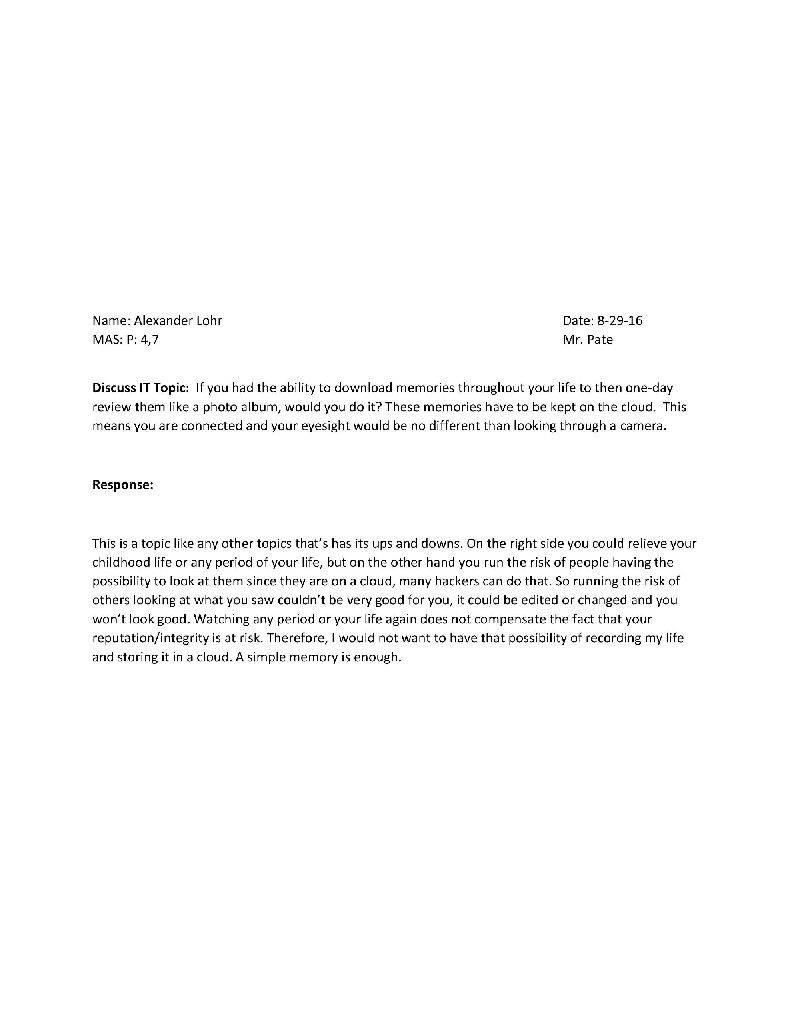 Name: Alexander Lohr Date: 8-29-16
MAS: P: 4,7 Mr. Pate
Discuss IT Topic: If you had the ability to download memories throughout your life to then one-day
review them like a photo album, would you do it? These memories have to be kept on the cloud. This
means you are connected and your eyesight would be no different than looking through a camera.
Response:
This is a topic like any other topics that’s has its ups and downs. On the right side you could relieve your
childhood life or any period of your life, but on the other hand you run the risk of people having the
possibility to look at them since they are on a cloud, many hackers can do that. So running the risk of
others looking at what you saw couldn’t be very good for you, it could be edited or changed and you
won’t look good. Watching any period or your life again does not compensate the fact that your
reputation/integrity is at risk. Therefore, I would not want to have that possibility of recording my life
and storing it in a cloud. A simple memory is enough.